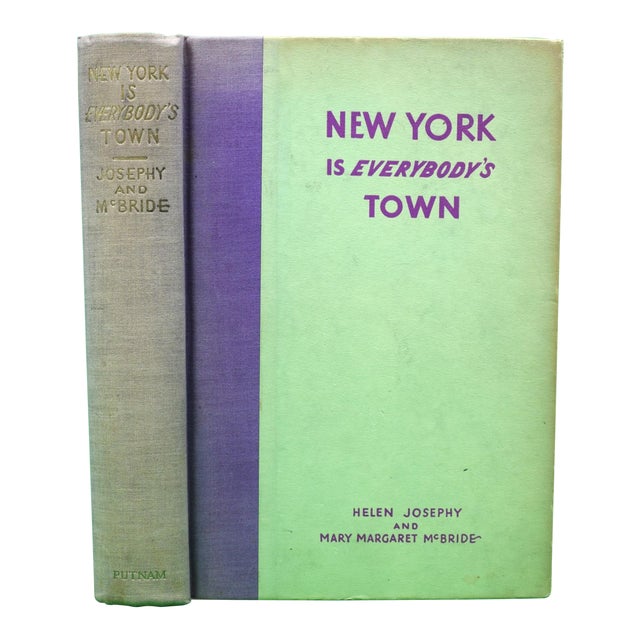 NEW YORK
IS
EVERYBODY'S
TOWN
JOSEPHY
AND
McBRIDE
PUTNAM
NEW YORK
IS EVERYBODY'S
TOWN
HELEN JOSEPHY
AND
MARY MARGARET McBRIDE